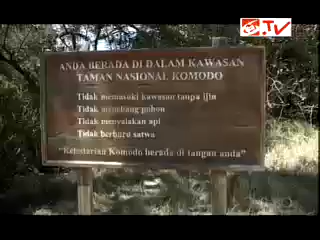 TV
ANDA BERADA DI DALAM KAWASAN
TAMAN NASIONAL KOMODO
Tidak memasuki kawasan tanpa ijin
Tidak menebang pohon
Tidak menyalakan api
Tidak berburu satwa
"Kelestarian Komodo berada di tangan anda"